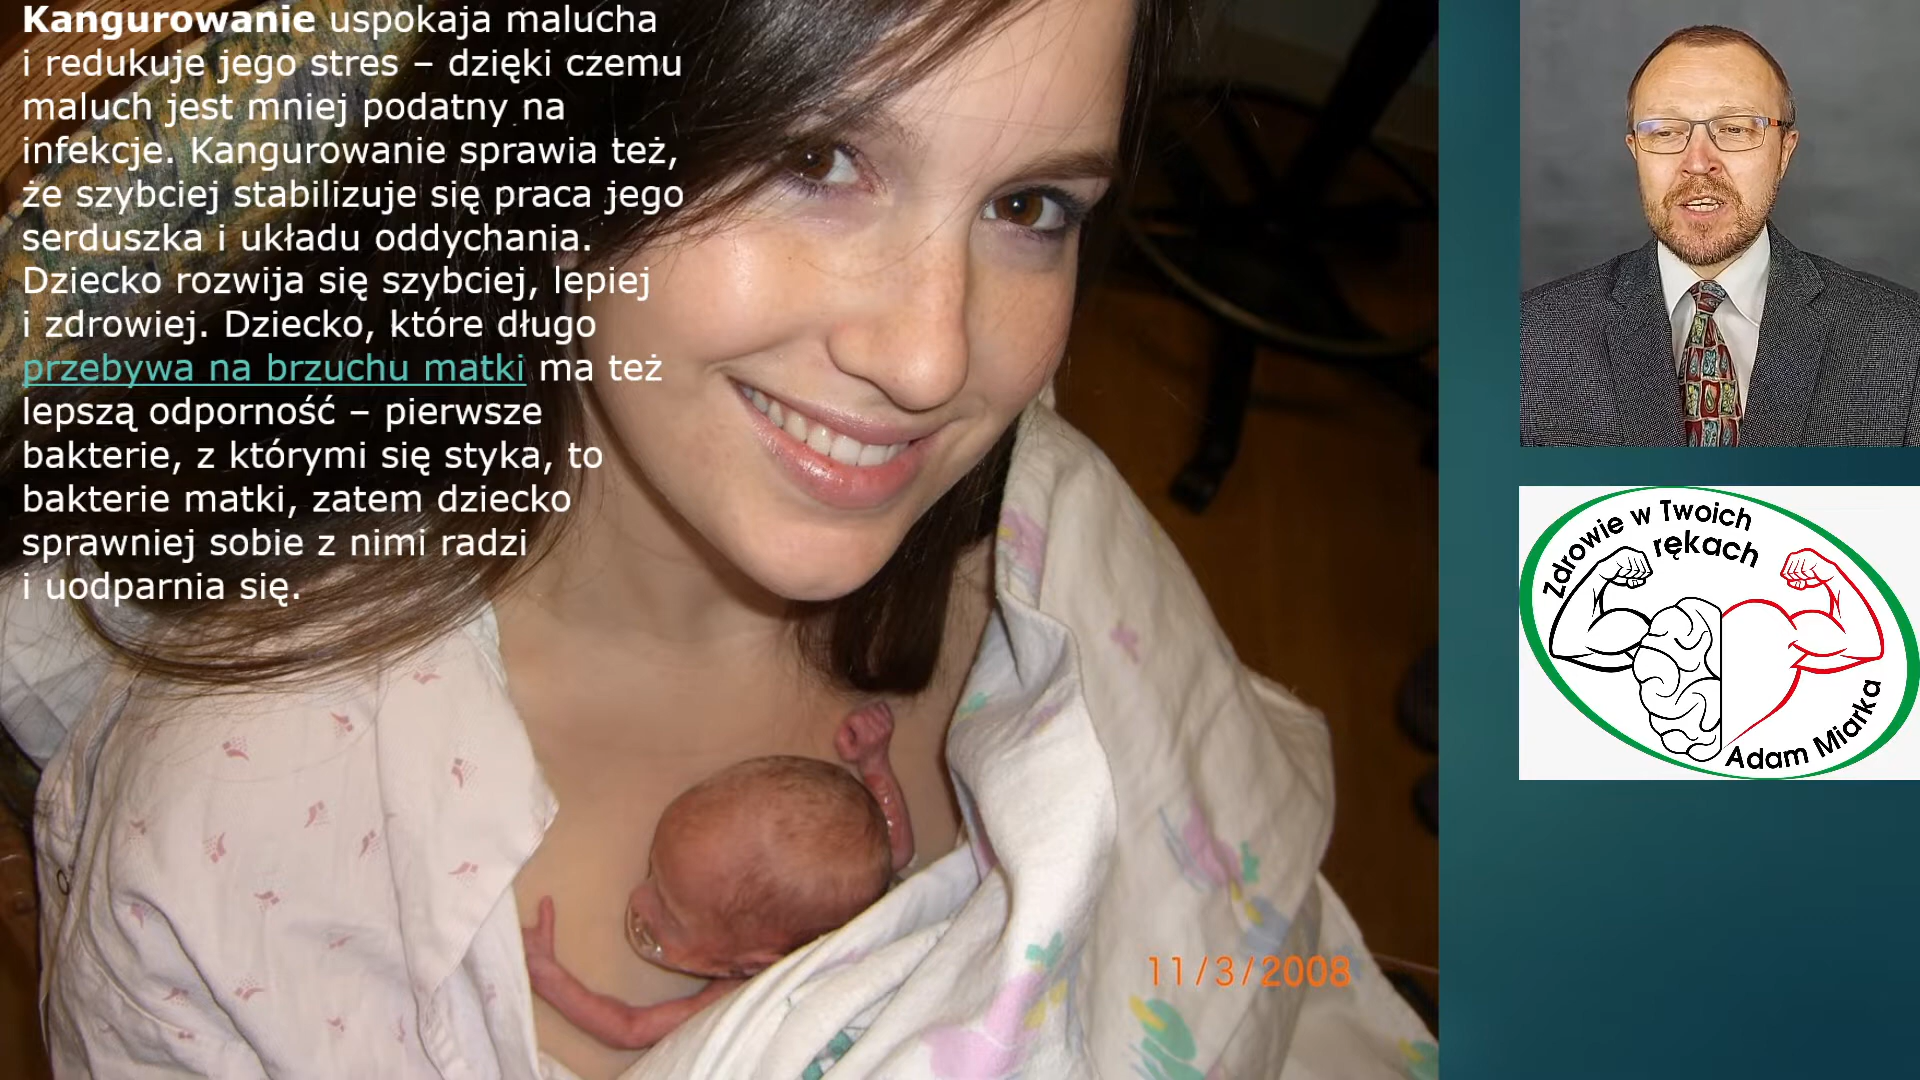 Kangurowanie uspokaja malucha
i redukuje jego stres – dzięki czemu
maluch jest mniej podatny na
infekcje. Kangurowanie sprawia też,
że szybciej stabilizuje się praca jego
serduszka i układu oddychania.
Dziecko rozwija się szybciej, lepiej
i zdrowiej. Dziecko, które długo
przebywa na brzuchu matki ma też
lepszą odporność – pierwsze
bakterie, z którymi się styka, to
bakterie matki, zatem dziecko
sprawniej sobie z nimi radzi
i uodparnia się.
11/3/2008
Zdrowie w Twoich
rękach
Adam Miarka